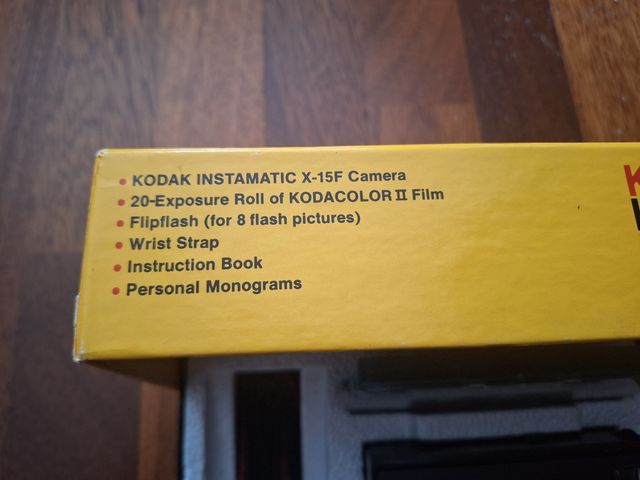 • KODAK INSTAMATIC X-15F Camera
• 20-Exposure Roll of KODACOLOR II Film
• Flipflash (for 8 flash pictures)
• Wrist Strap
• Instruction Book
• Personal Monograms